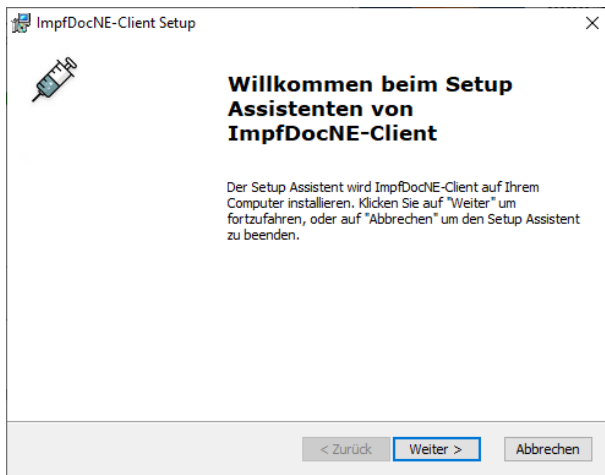 ImpfDocNE-Client Setup
Willkommen beim Setup
Assistenten von
ImpfDocNE-Client
Der Setup Assistent wird ImpfDocNE-Client auf Ihrem
Computer installieren. Klicken Sie auf "Weiter" um
fortzufahren, oder auf "Abbrechen" um den Setup Assistent
zu beenden.
< Zurück Weiter > Abbrechen